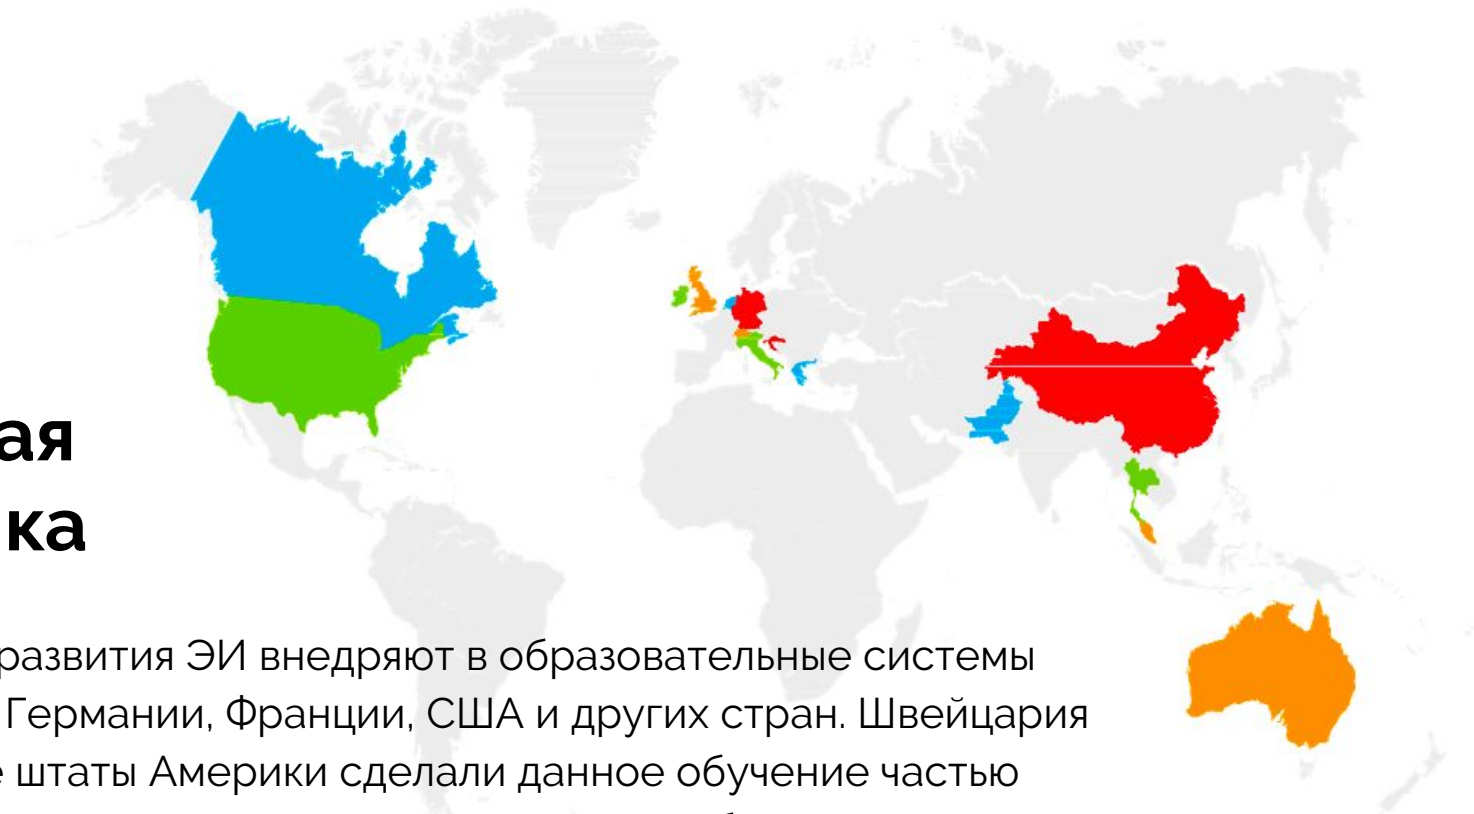 ая
ка
развития ЭИ внедряют в образовательные системы
Германии, Франции, США и других стран. Швейцария
е штаты Америки сделали данное обучение частью